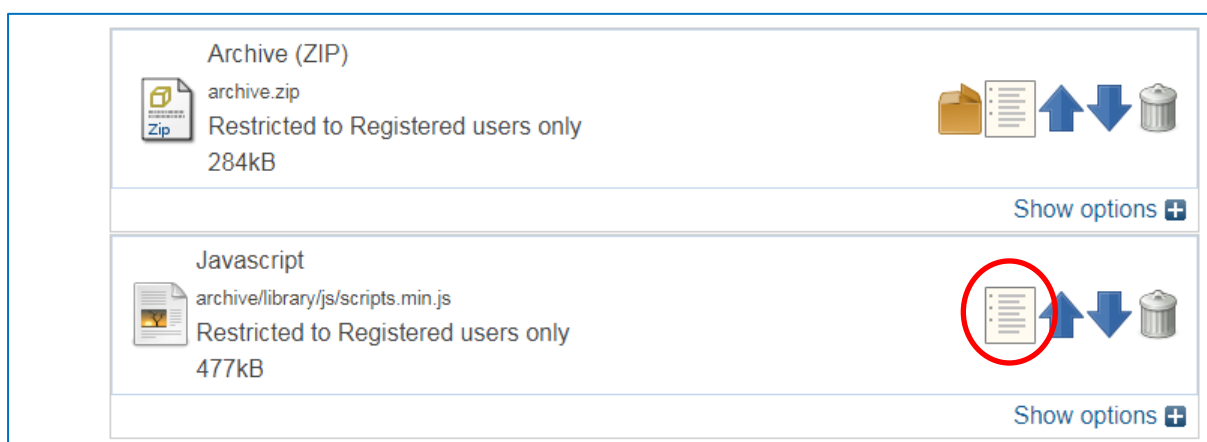 Archive (ZIP)
archive.zip
Zip
Restricted to Registered users only
284kB
Show options
Javascript
archive/library/js/scripts.min.js
Restricted to Registered users only
477kB
Show options